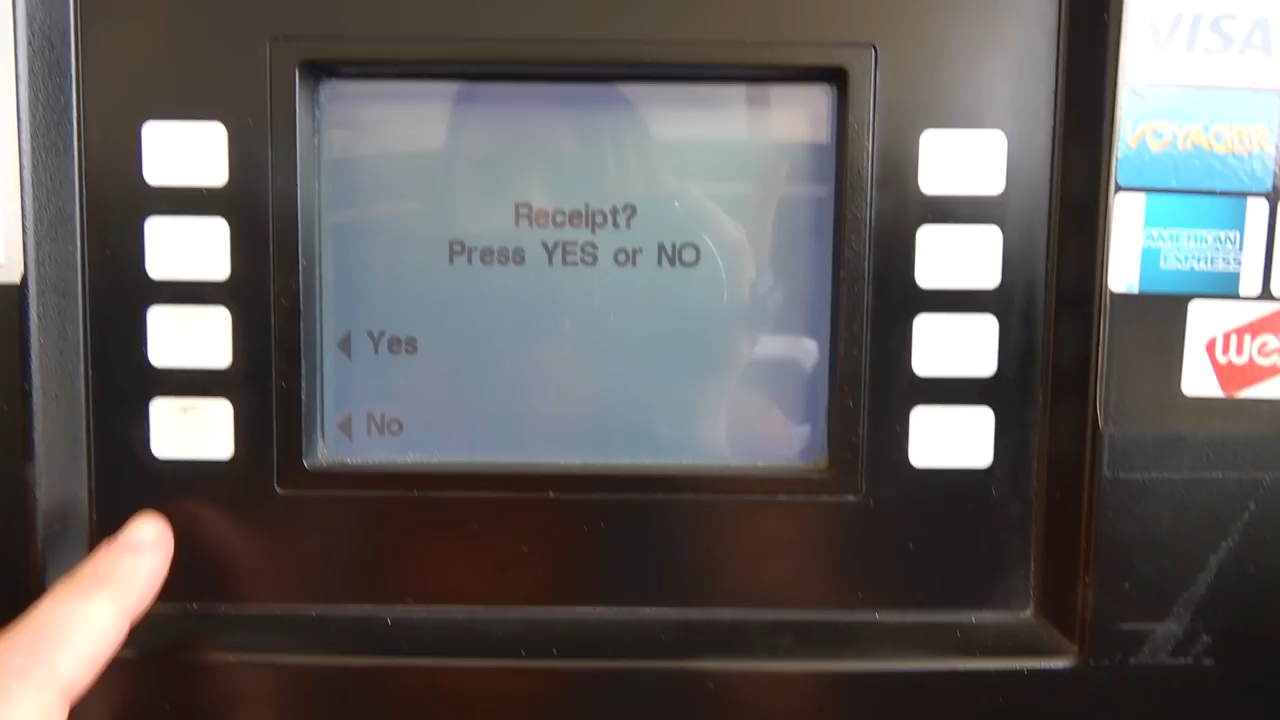 Receipt?
Press YES or NO
Yes
No
VISA
VOYAGER
AMERICAN
EXPRESS
we